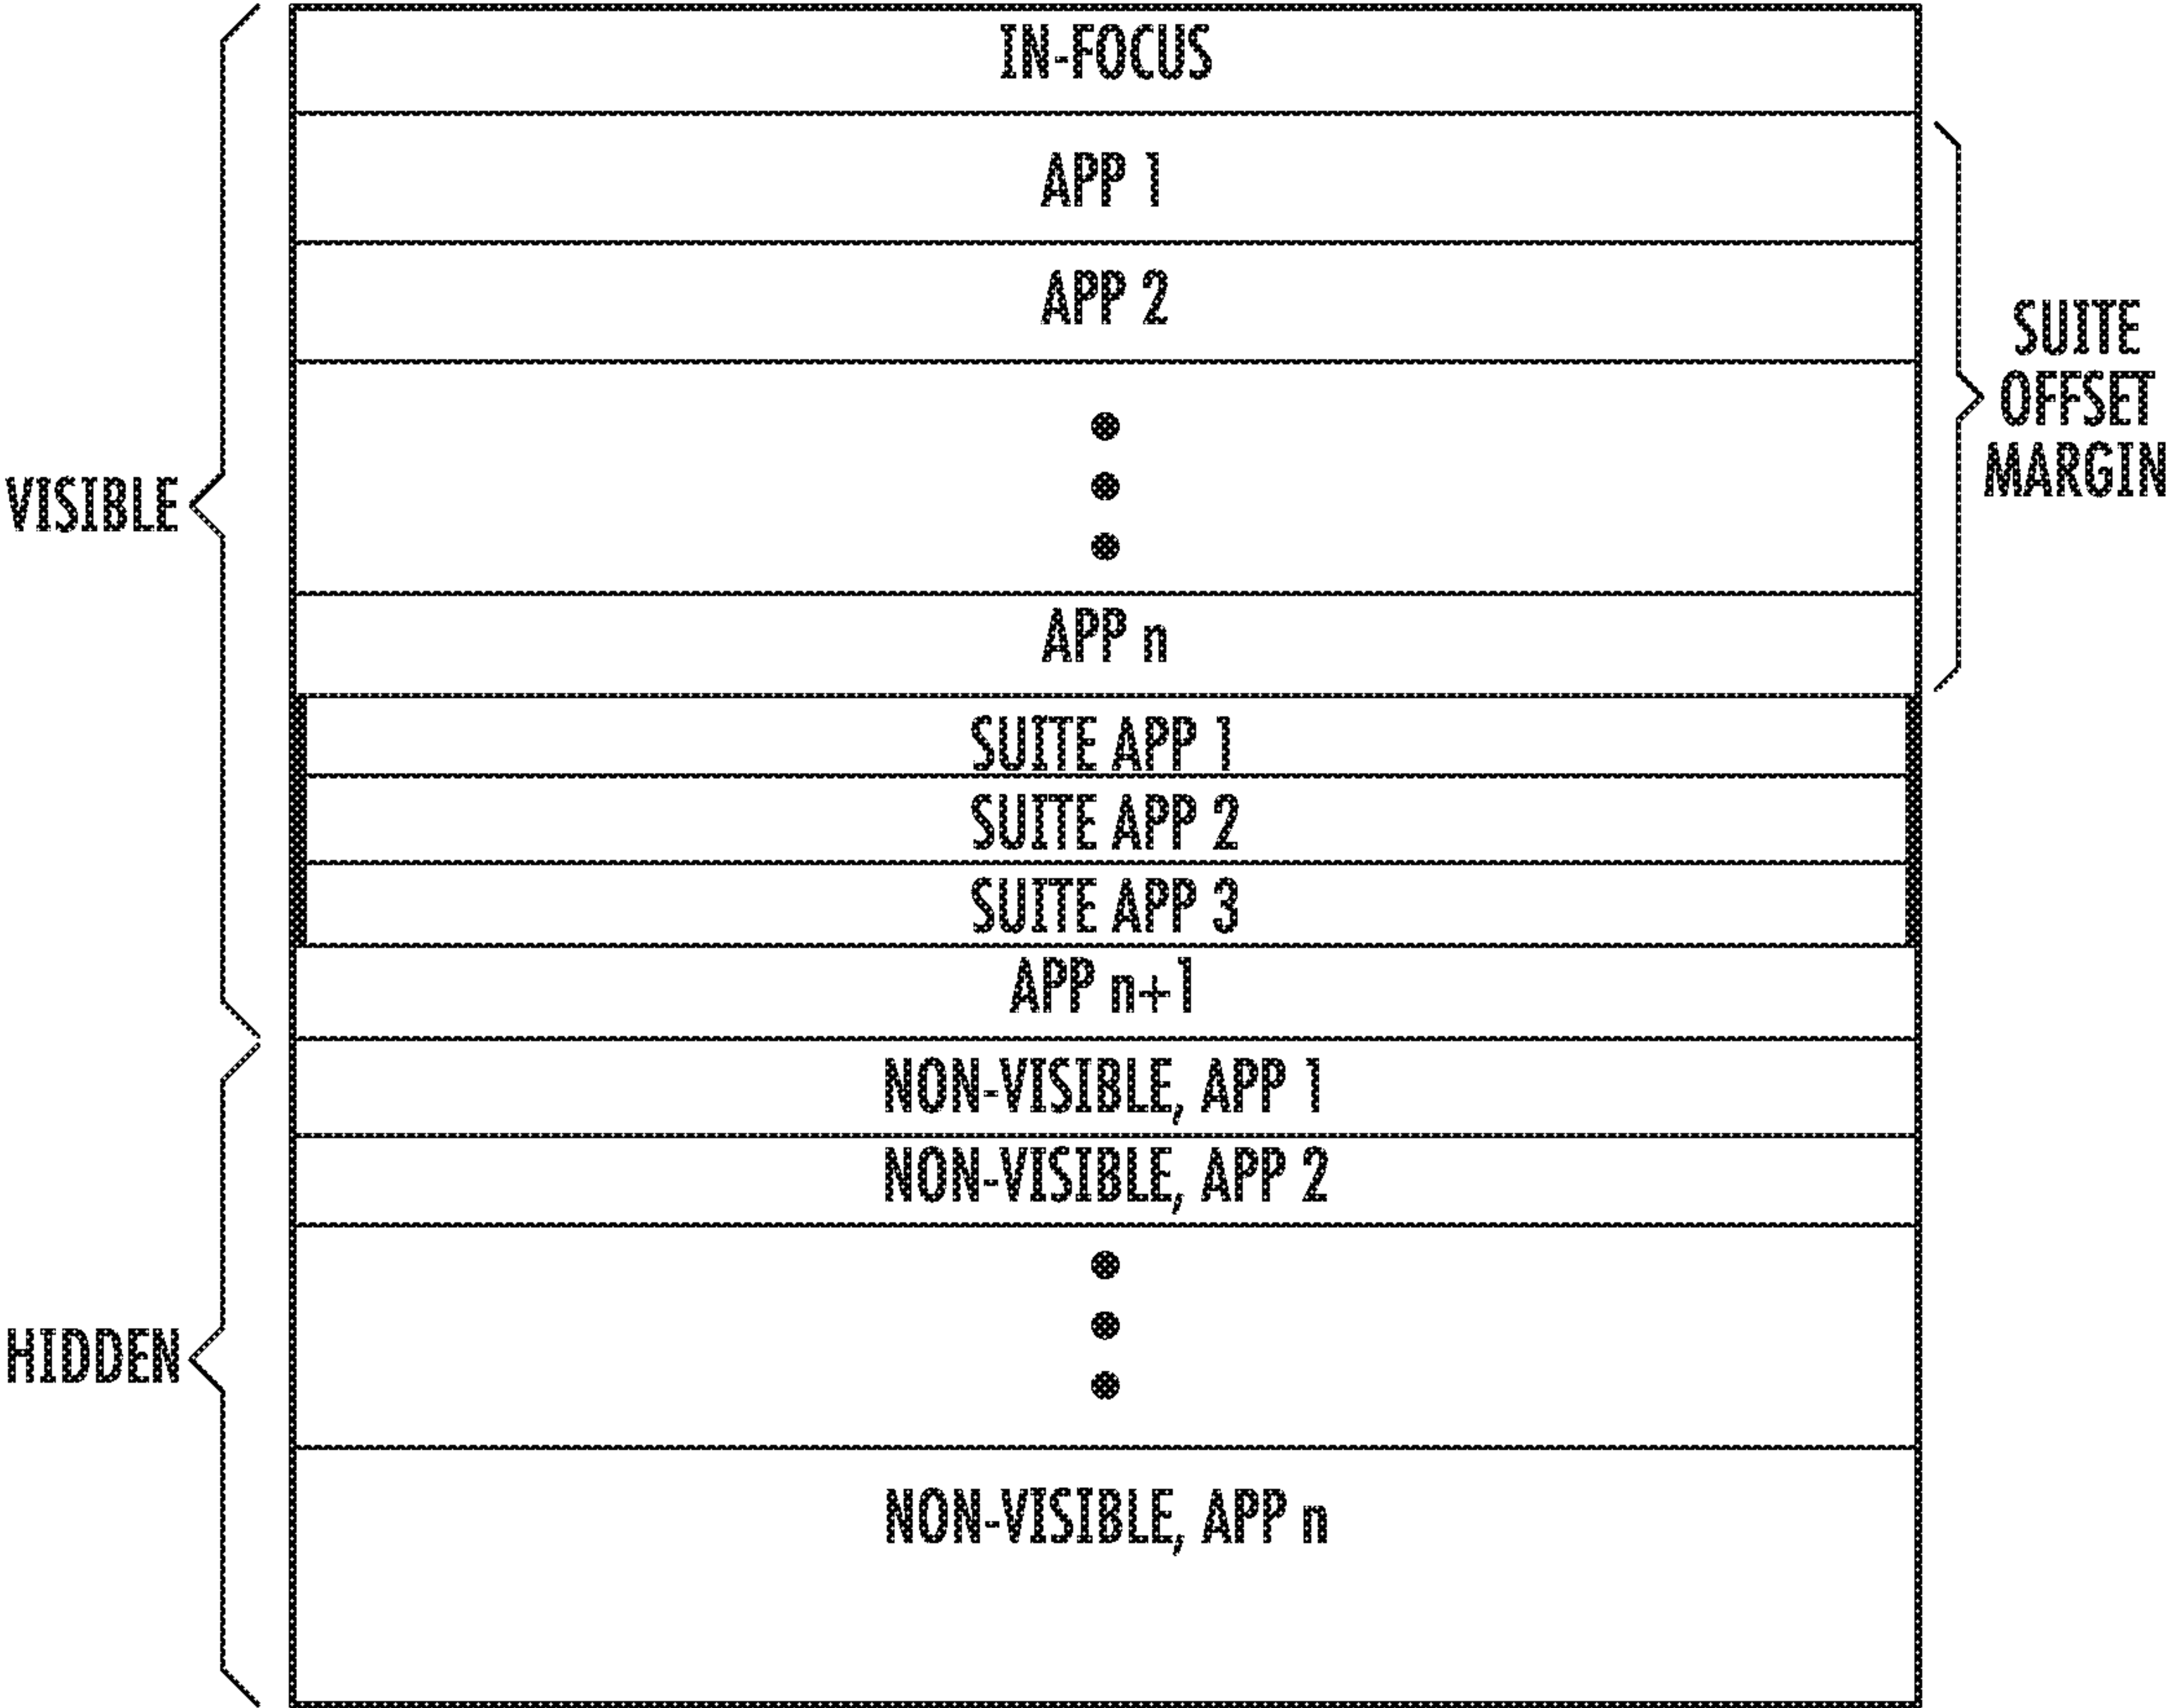 IN-FOCUS
APP 1
APP 2
APP n
SUITE
OFFSET
MARGIN
VISIBLE
SUITE APP 1
SUITE APP 2
SUITE APP 3
APP n+1
NON-VISIBLE, APP 1
NON-VISIBLE, APP 2
HIDDEN
NON-VISIBLE, APP n